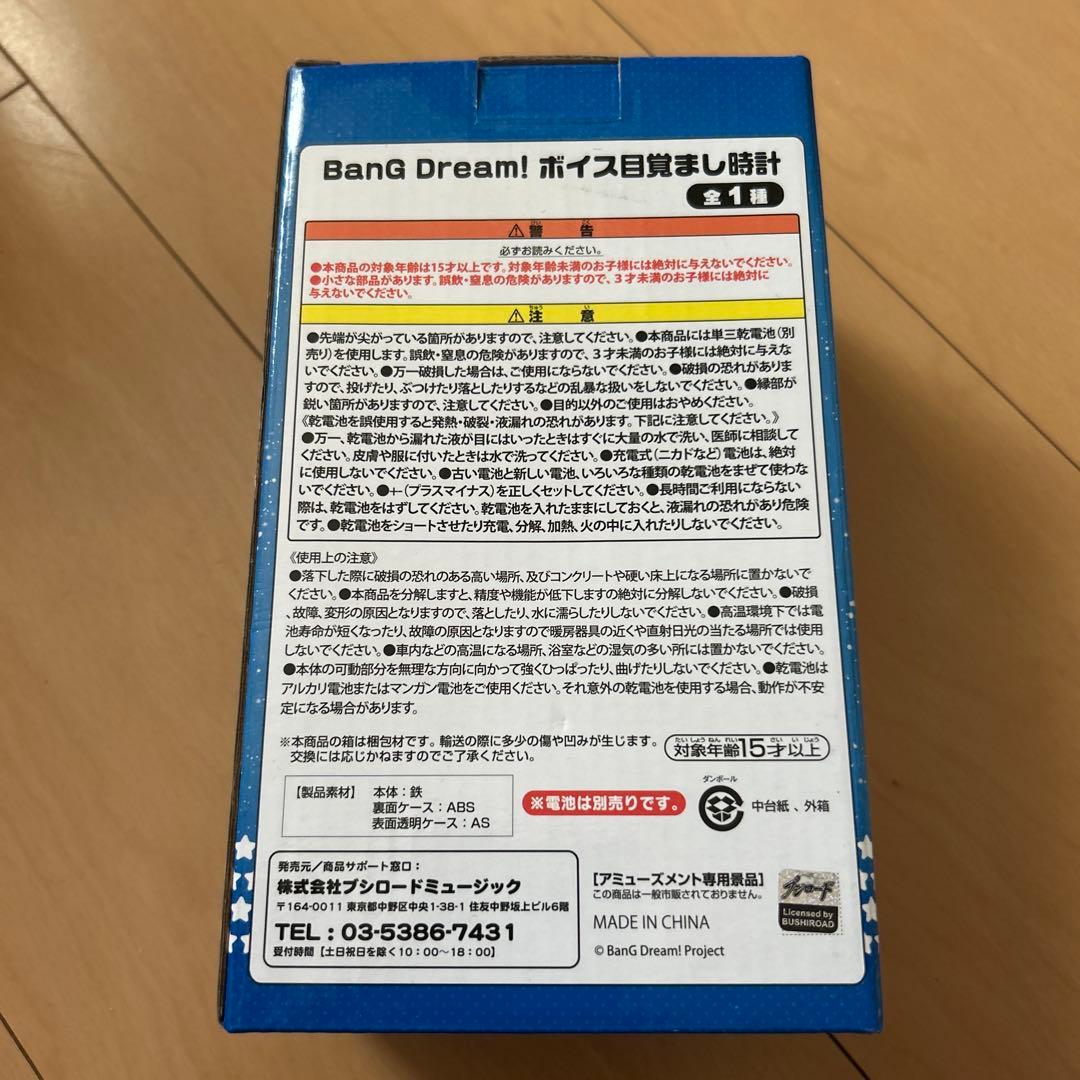 BanG Dream! ボイス目覚まし時計
全1種
⚠警告
必ずお読みください。
●本商品の対象年齢は15才以上です。対象年齢未満のお子様には絶対に与えないでください。
●小さな部品があります。誤飲・窒息の危険がありますので、3才未満のお子様には絶対に
与えないでください。
⚠注意
●先端が尖がっている箇所がありますので、注意してください。●本商品には単三乾電池(別
売り)を使用します。誤飲・窒息の危険がありますので、3才未満のお子様には絶対に与えな
いでください。●万一破損した場合は、ご使用にならないでください。●破損の恐れがありま
すので、投げたり、ぶつけたり落としたりするなどの乱暴な扱いをしないでください。●縁部が
鋭い箇所がありますので、注意してください。●目的以外のご使用はおやめください。
《乾電池を誤使用すると発熱・破裂・液漏れの恐れがあります。下記に注意してください。》
●万一、乾電池から漏れた液が目にはいったときはすぐに大量の水で洗い、医師に相談して
ください。皮膚や服に付いたときは水で洗ってください。●充電式(ニカドなど)電池は、絶対
に使用しないでください。●古い電池と新しい電池、いろいろな種類の乾電池をまぜて使わな
いでください。●+-(プラスマイナス)を正しくセットしてください。●長時間ご利用にならない
際は、乾電池をはずしてください。乾電池を入れたままにしておくと、液漏れの恐れがあり危険
です。●乾電池をショートさせたり充電、分解、加熱、火の中に入れたりしないでください。
《使用上の注意》
●落下した際に破損の恐れのある高い場所、及びコンクリートや硬い床上になる場所に置かないで
ください。●本商品を分解しますと、精度や機能が低下しますの絶対に分解しないでください。●破損
、故障、変形の原因となりますので、落としたり、水に濡らしたりしないでください。●高温環境下では電
池寿命が短くなったり、故障の原因となりますので暖房器具の近くや直射日光の当たる場所では使用
しないでください。●車内などの高温になる場所、浴室などの湿気の多い所には置かないでください。
●本体の可動部分を無理な方向に向かって強くひっぱったり、曲げたりしないでください。●乾電池は
アルカリ電池またはマンガン電池をご使用ください。それ意外の乾電池を使用する場合、動作が不安
定になる場合があります。
※本商品の箱は梱包材です。輸送の際に多少の傷や凹みが生じます。
交換には応じかねますのでご了承ください。
対象年齢15才以上
【製品素材】 本体:鉄
裏面ケース:ABS
表面透明ケース:AS
※電池は別売りです。
ダンボール
中台紙、外箱
発売元/商品サポート窓口:
株式会社ブシロードミュージック
〒164-0011 東京都中野区中央1-38-1 住友中野坂上ビル6階
TEL:03-5386-7431
受付時間【土日祝日を除く10:00～18:00】
[アミューズメント専用景品]
この商品は一般市販されておりません。
MADE IN CHINA
© BanG Dream! Project
ブシロード
Licensed by
BUSHIROAD